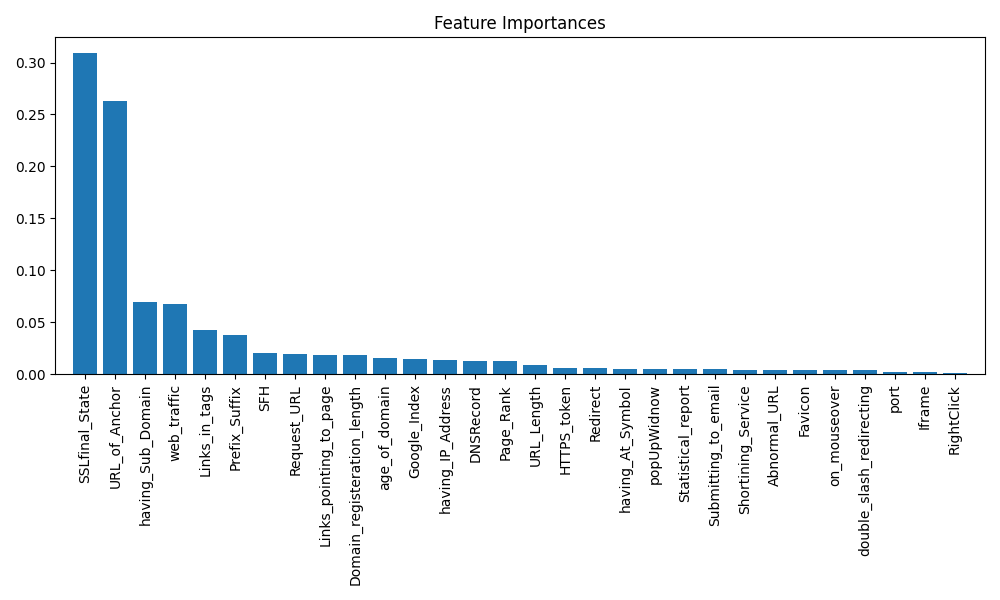 Feature Importances
0.30
0.25
0.20
0.15
0.10
0.05
0.00
SSLfinal_State
URL_of_Anchor
having_Sub_Domain
web_traffic
Links_in_tags
Prefix_Suffix
SFH
Request_URL
Links_pointing_to_page
Domain_registeration_length
age_of_domain
Google_Index
having_IP_Address
DNSRecord
Page_Rank
URL_Length
HTTPS_token
Redirect
having_At_Symbol
popUpWidnow
Statistical_report
Submitting_to_email
Shortining_Service
Abnormal_URL
Favicon
on_mouseover
double_slash_redirecting
port
Iframe
RightClick